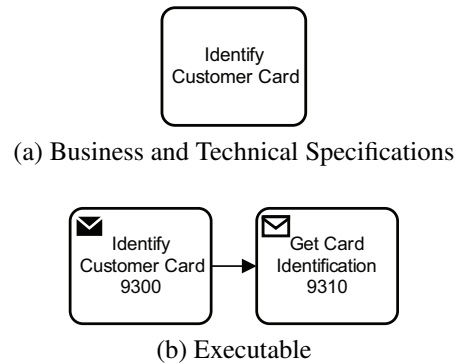 Identify
Customer Card
(a) Business and Technical Specifications
Identify
Customer Card
9300
Get Card
Identification
9310
(b) Executable